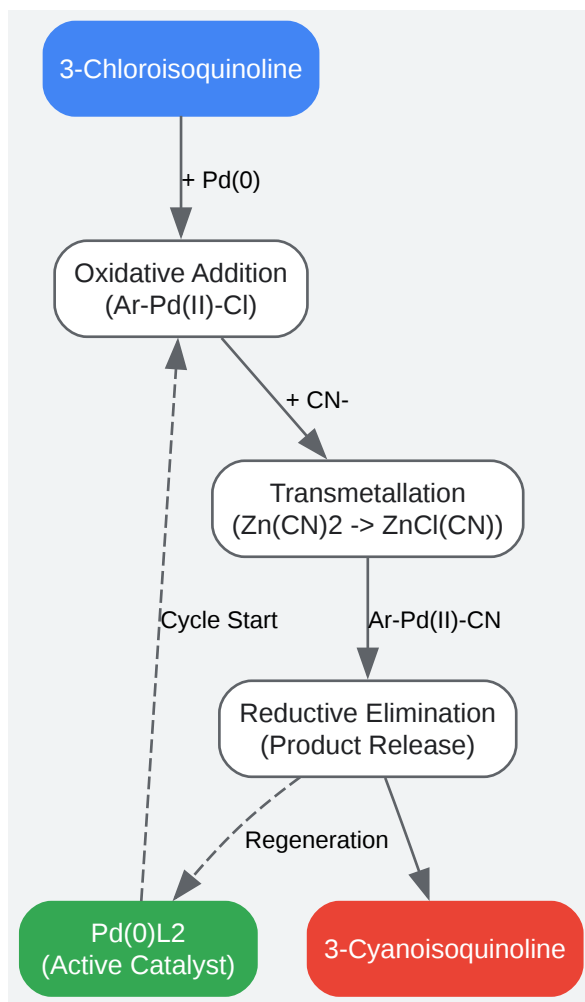 3-Chloroisoquinoline
+ Pd(0)
Oxidative Addition
(Ar-Pd(II)-Cl)
+ CN-
Transmetallation
(Zn(CN)2 -> ZnCl(CN))
Cycle Start
Ar-Pd(II)-CN
Reductive Elimination
(Product Release)
Regeneration
Pd(0)L2
(Active Catalyst)
3-Cyanoisoquinoline